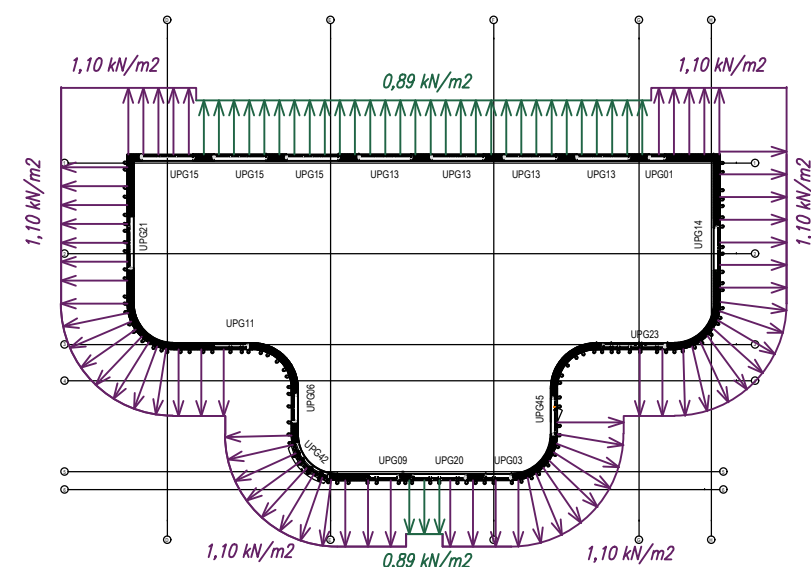 1,10 kN/m2
0,89 kN/m2
1,10 kN/m2
1,10 kN/m2
1,10 kN/m2
UPG15
UPG15
UPG15
UPG13
UPG13
UPG13
UPG13
UPG01
UPG21
UPG14
UPG11
UPG23
UPG06
UPG45
UPG42
UPG09
UPG20
UPG03
1,10 kN/m2
0,89 kN/m2
1,10 kN/m2